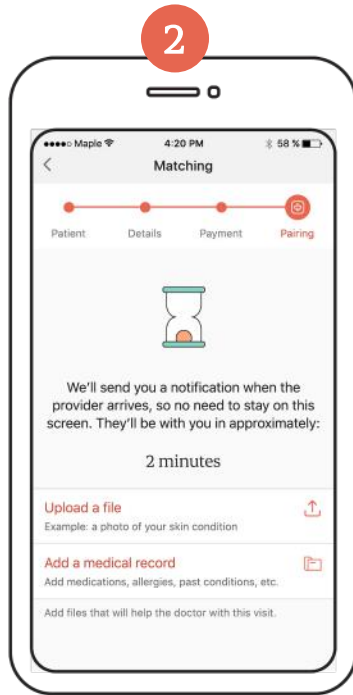 2
Maple 4:20 PM 58 %
Matching
Patient Details Payment Pairing
We'll send you a notification when the
provider arrives, so no need to stay on this
screen. They'll be with you in approximately:
2 minutes
Upload a file
Example: a photo of your skin condition
Add a medical record
Add medications, allergies, past conditions, etc.
Add files that will help the doctor with this visit.